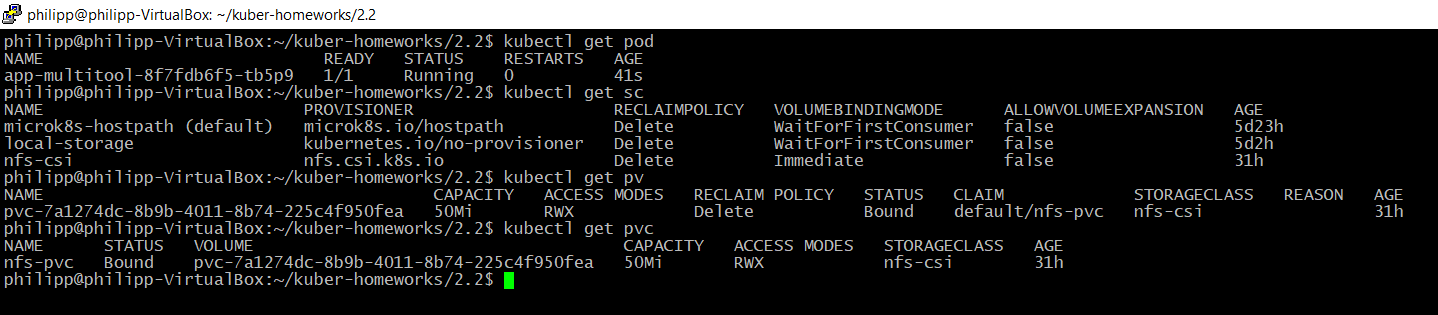 philipp@philipp-VirtualBox: ~/kuber-homeworks/2.2
philipp@philipp-VirtualBox:~/kuber-homeworks/2.2$ kubectl get pod
NAME READY STATUS RESTARTS AGE
app-multitool-8f7fdb6f5-tb5p9 1/1 Running 0 41s
philipp@philipp-VirtualBox:~/kuber-homeworks/2.2$ kubectl get sc
NAME PROVISIONER RECLAIMPOLICY VOLUMEBINDINGMODE ALLOWVOLUMEEXPANSION AGE
microk8s-hostpath (default) microk8s.io/hostpath Delete WaitForFirstConsumer false 5d23h
local-storage kubernetes.io/no-provisioner Delete WaitForFirstConsumer false 5d2h
nfs-csi nfs.csi.k8s.io Delete Immediate false 31h
philipp@philipp-VirtualBox:~/kuber-homeworks/2.2$ kubectl get pv
NAME CAPACITY ACCESS MODES RECLAIM POLICY STATUS CLAIM STORAGECLASS REASON AGE
pvc-7a1274dc-8b9b-4011-8b74-225c4f950fea 50Mi RWX Delete Bound default/nfs-pvc nfs-csi 31h
philipp@philipp-VirtualBox:~/kuber-homeworks/2.2$ kubectl get pvc
NAME STATUS VOLUME CAPACITY ACCESS MODES STORAGECLASS AGE
nfs-pvc Bound pvc-7a1274dc-8b9b-4011-8b74-225c4f950fea 50Mi RWX nfs-csi 31h
philipp@philipp-VirtualBox:~/kuber-homeworks/2.2$